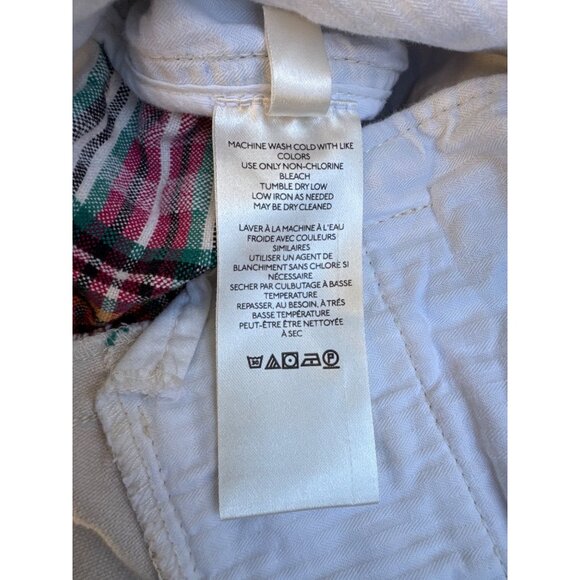 MACHINE WASH COLD WITH LIKE
COLORS
USE ONLY NON-CHLORINE
BLEACH
TUMBLE DRY LOW
LOW IRON AS NEEDED
MAY BE DRY CLEANED
LAVER À LA MACHINE À L'EAU
FROIDE AVEC COULEURS
SIMILAIRES
UTILISER UN AGENT DE
BLANCHIMENT SANS CHLORE SI
NÉCESSAIRE
SECHER PAR CULBUTAGE À BASSE
TEMPERATURE
REPASSER, AU BESOIN, À TRÉS
BASSE TEMPÉRATURE
PEUT-ÊTRE ÊTRE NETTOYÉE
À SEC